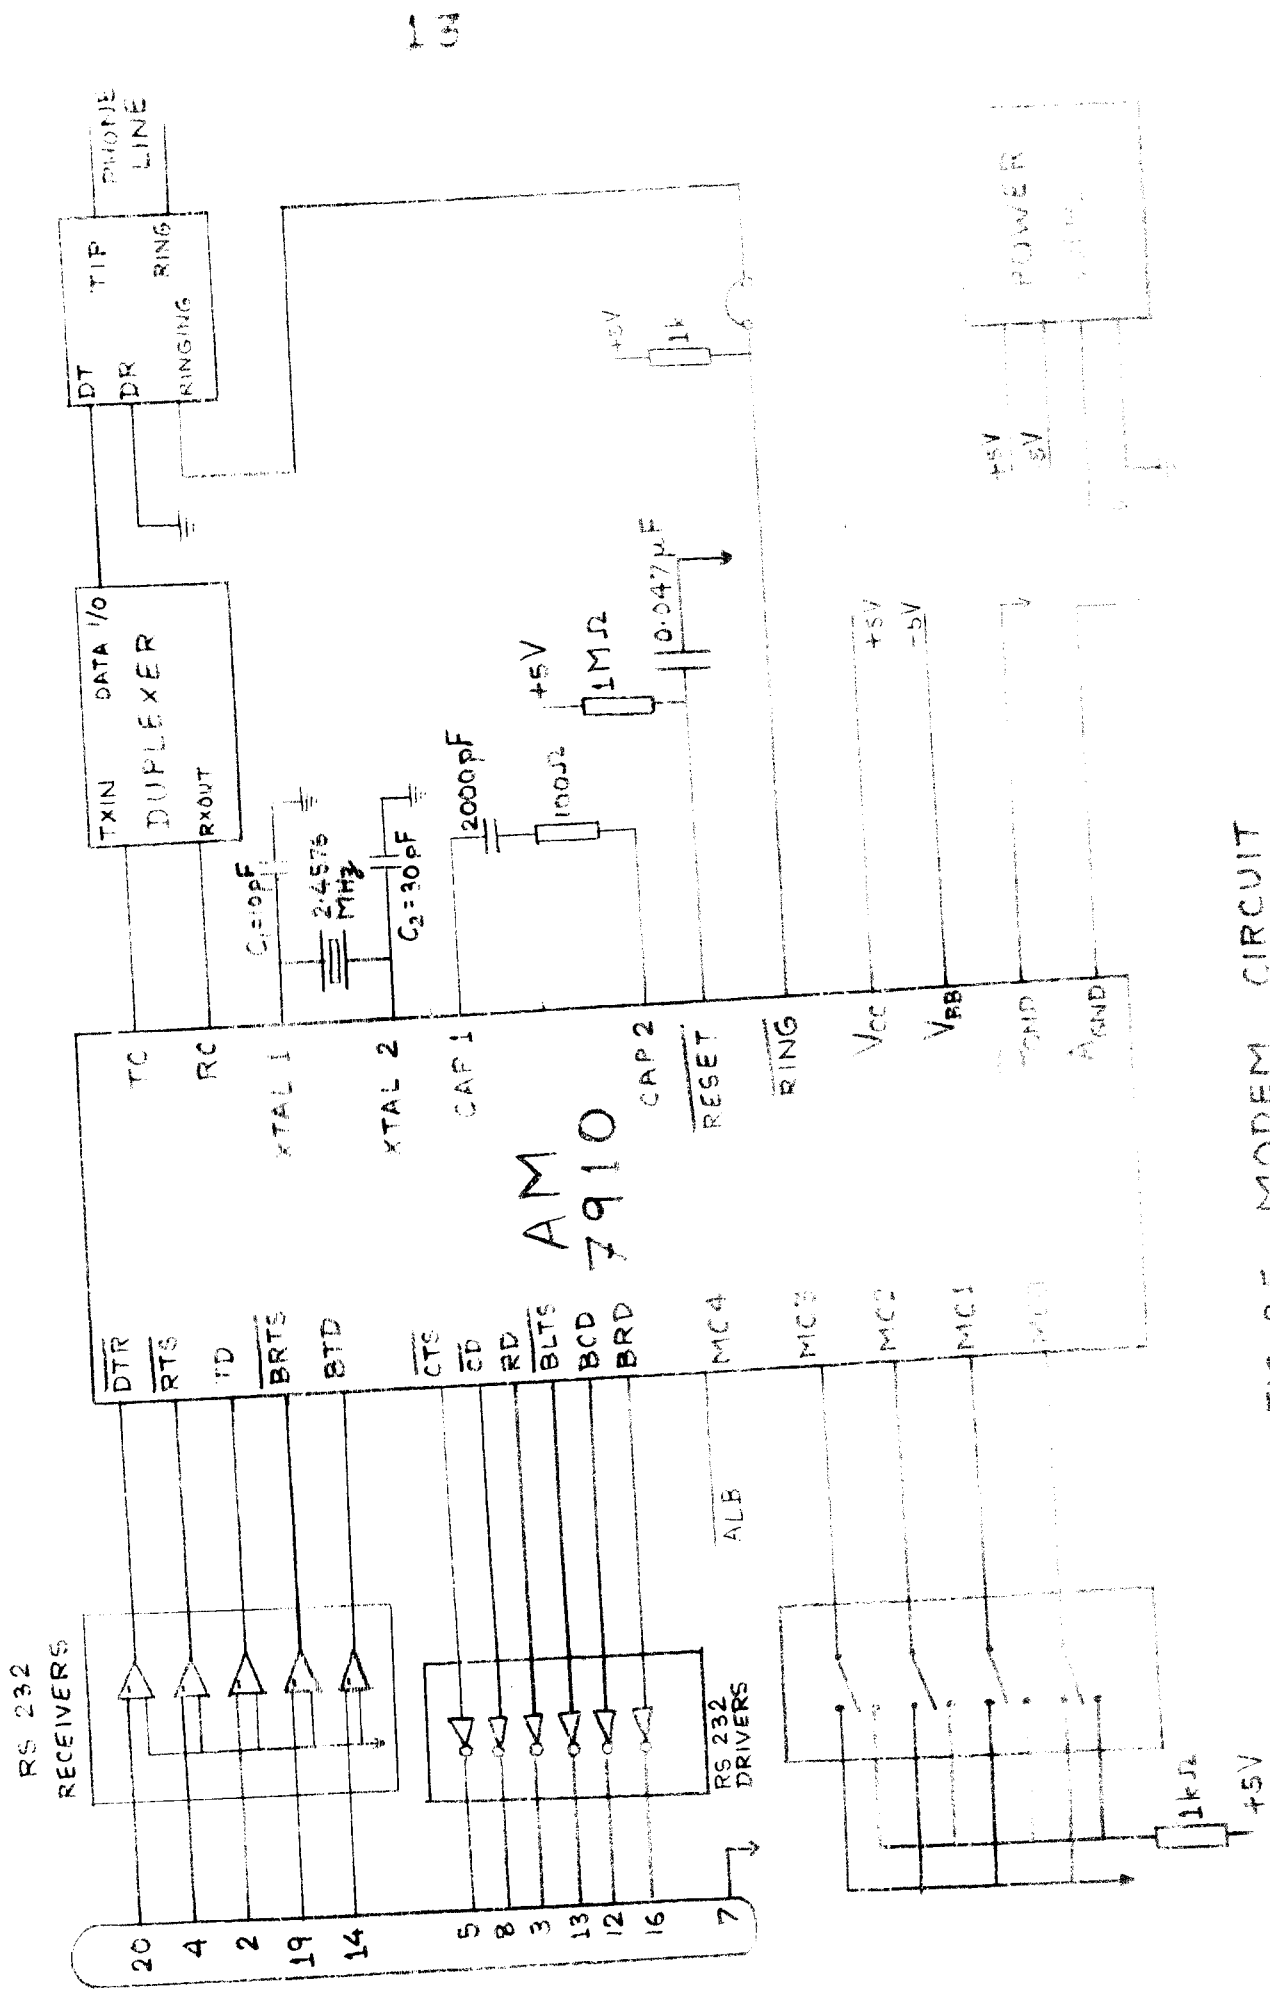 13
RS 232
RECEIVERS
20
4
2
19
14
5
8
3
13
12
16
7
RS 232
DRIVERS
DTR
RTS
TD
BRTS
BTD
CTS
CD
RD
BLTS
BCD
BRD
MC4
MC3
MC2
MC1
ALB
1kΩ
+5V
AM
7910
TC
RC
XTAL 1
XTAL 2
CAP 1
CAP 2
RESET
RING
VCC
VBB
AGND
TXIN
DATA I/O
DUPLEXER
RXOUT
C1=10pF
2.4576
MHz
C2=30pF
2000pF
100Ω
+5V
1MΩ
0.047µF
+5V
-5V
DT
TIP
DR
RINGING
RING
PHONE
LINE
+5V
1k
POWER
+5V
5V
MODEM CIRCUIT